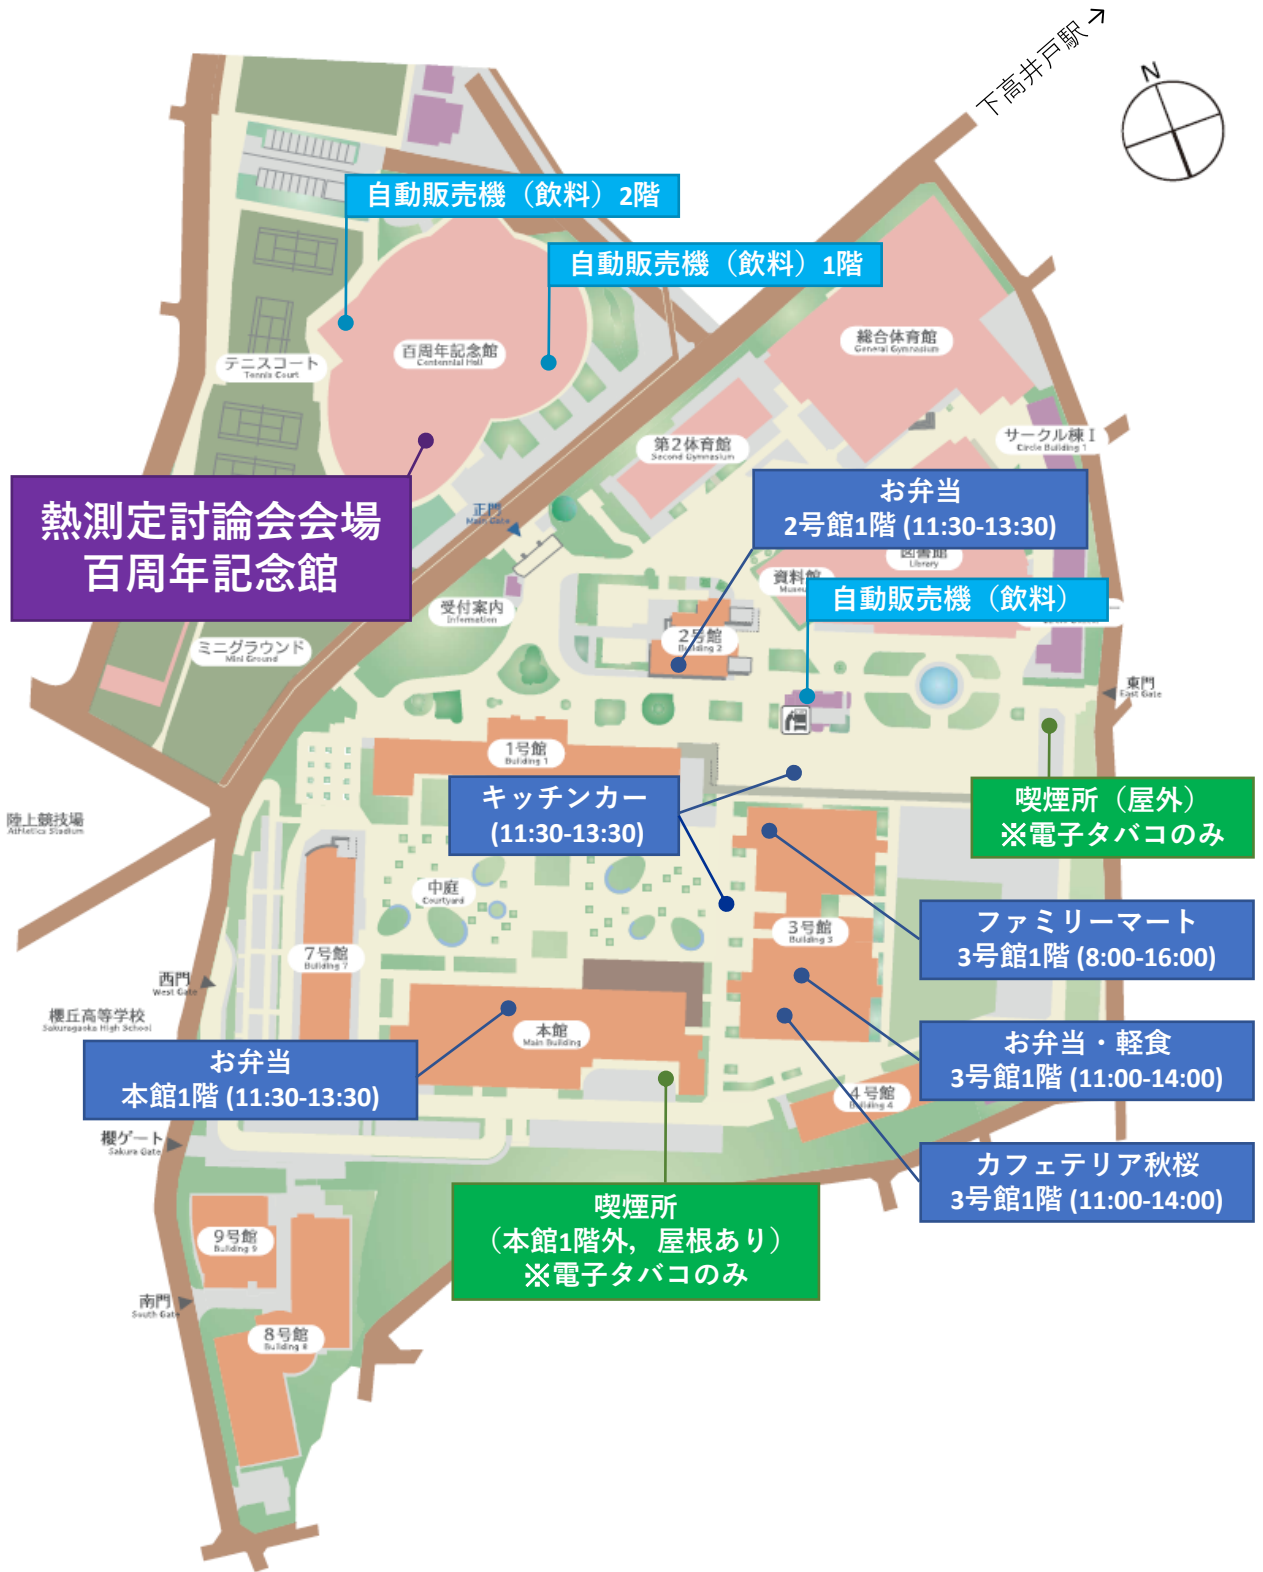 下高井戸駅→
N
自動販売機（飲料）2階
自動販売機（飲料）1階
総合体育館
General Gymnasium
百周年記念館
Centennial Hall
テニスコート
Tennis Court
第2体育館
Second Gymnasium
サークル棟Ⅰ
Circle Building 1
熱測定討論会会場
百周年記念館
正門
Main Gate
お弁当
2号館1階 (11:30-13:30)
図書館
Library
資料館
受付案内
Information
自動販売機（飲料）
ミニグラウンド
Mini Ground
2号館
Building 2
東門
East Gate
1号館
Building 1
キッチンカー
(11:30-13:30)
喫煙所（屋外）
※電子タバコのみ
陸上競技場
Athletics Stadium
中庭
Courtyard
3号館
Building 3
ファミリーマート
3号館1階 (8:00-16:00)
7号館
Building 7
西門
West Gate
櫻丘高等学校
Sakuragaoka High School
本館
Main Building
お弁当・軽食
3号館1階 (11:00-14:00)
お弁当
本館1階 (11:30-13:30)
4号館
Building 4
櫻ゲート
Sakura Gate
カフェテリア秋桜
3号館1階 (11:00-14:00)
喫煙所
（本館1階外，屋根あり）
※電子タバコのみ
9号館
Building 9
南門
South Gate
8号館
Building 8